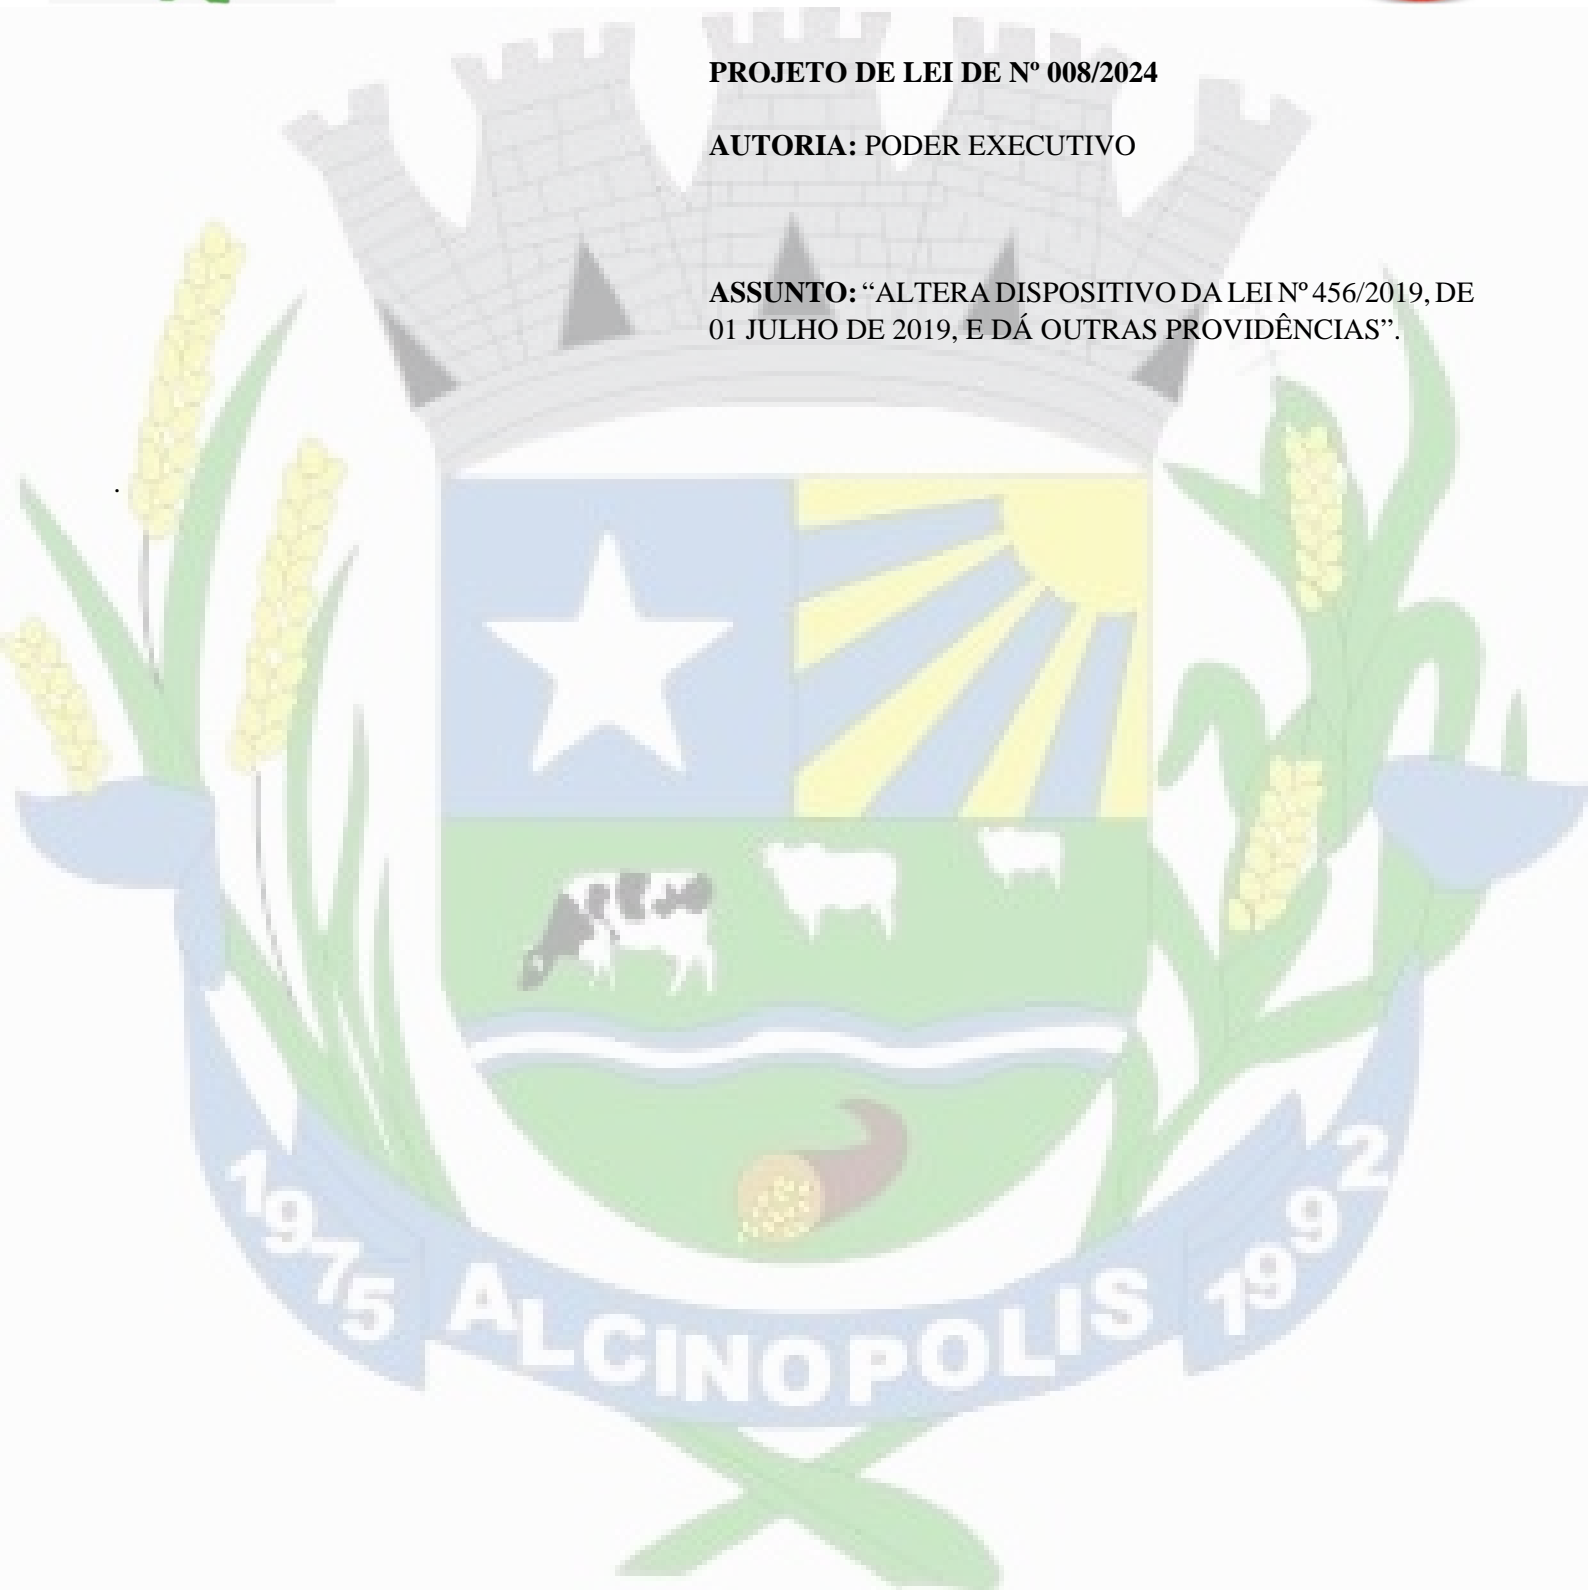 PROJETO DE LEI DE Nº 008/2024
AUTORIA: PODER EXECUTIVO
ASSUNTO: “ALTERA DISPOSITIVO DA LEI Nº 456/2019, DE
01 JULHO DE 2019, E DÁ OUTRAS PROVIDÊNCIAS”.
.
1975 ALCINOPOLIS 1992